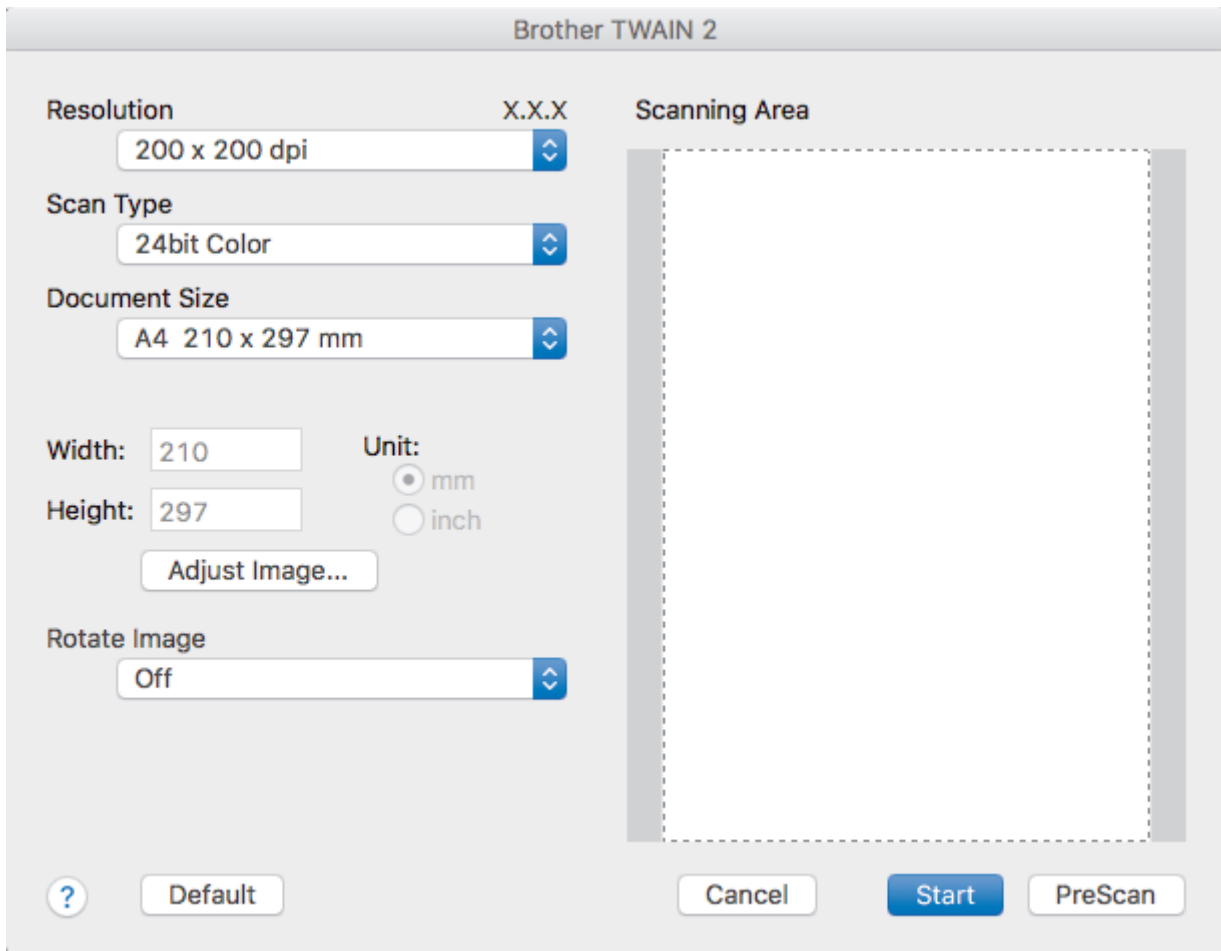 Brother TWAIN 2
Resolution X.X.X
200 x 200 dpi
Scan Type
24bit Color
Document Size
A4 210 x 297 mm
Width: 210
Height: 297
Unit:
mm
inch
Adjust Image...
Rotate Image
Off
Scanning Area
? Default Cancel Start PreScan